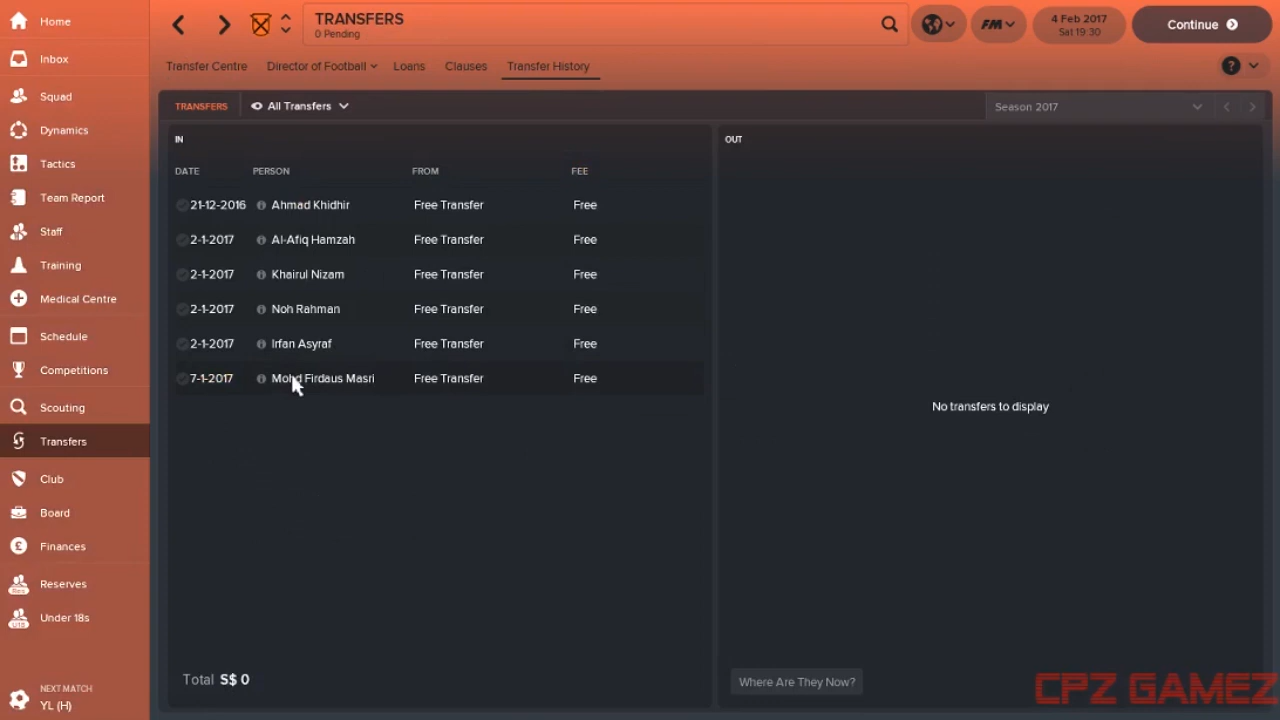 Home
Inbox
Squad
Dynamics
Tactics
Team Report
Staff
Training
Medical Centre
Schedule
Competitions
Scouting
Transfers
Club
Board
Finances
Reserves
Under 18s
NEXT MATCH
YL (H)
TRANSFERS
0 Pending
FM
4 Feb 2017
Sat 19:30
Continue
Transfer Centre Director of Football Loans Clauses Transfer History
?
TRANSFERS All Transfers Season 2017
IN
DATE PERSON FROM FEE
21-12-2016 Ahmad Khidhir Free Transfer Free
2-1-2017 Al-Afiq Hamzah Free Transfer Free
2-1-2017 Khairul Nizam Free Transfer Free
2-1-2017 Noh Rahman Free Transfer Free
2-1-2017 Irfan Asyraf Free Transfer Free
7-1-2017 Mohd Firdaus Masri Free Transfer Free
Total S$ 0
OUT
No transfers to display
Where Are They Now?
CPZ GAMEZ